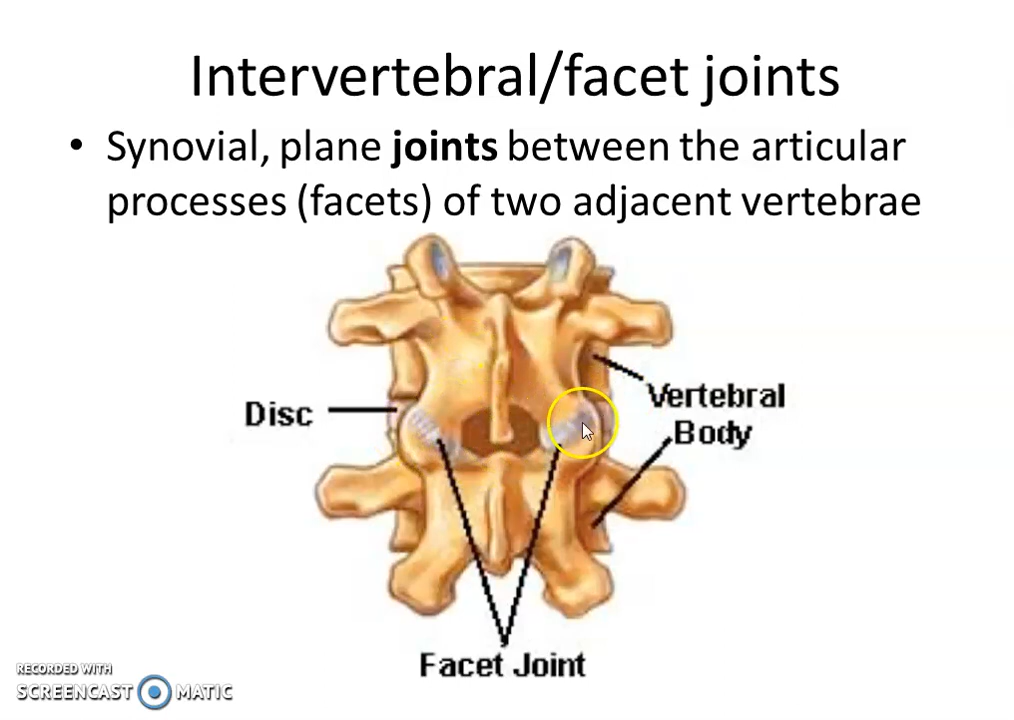 Intervertebral/facet joints
• Synovial, plane joints between the articular
processes (facets) of two adjacent vertebrae
Disc
Vertebral
Body
Facet Joint
RECORDED WITH
SCREENCAST MATIC